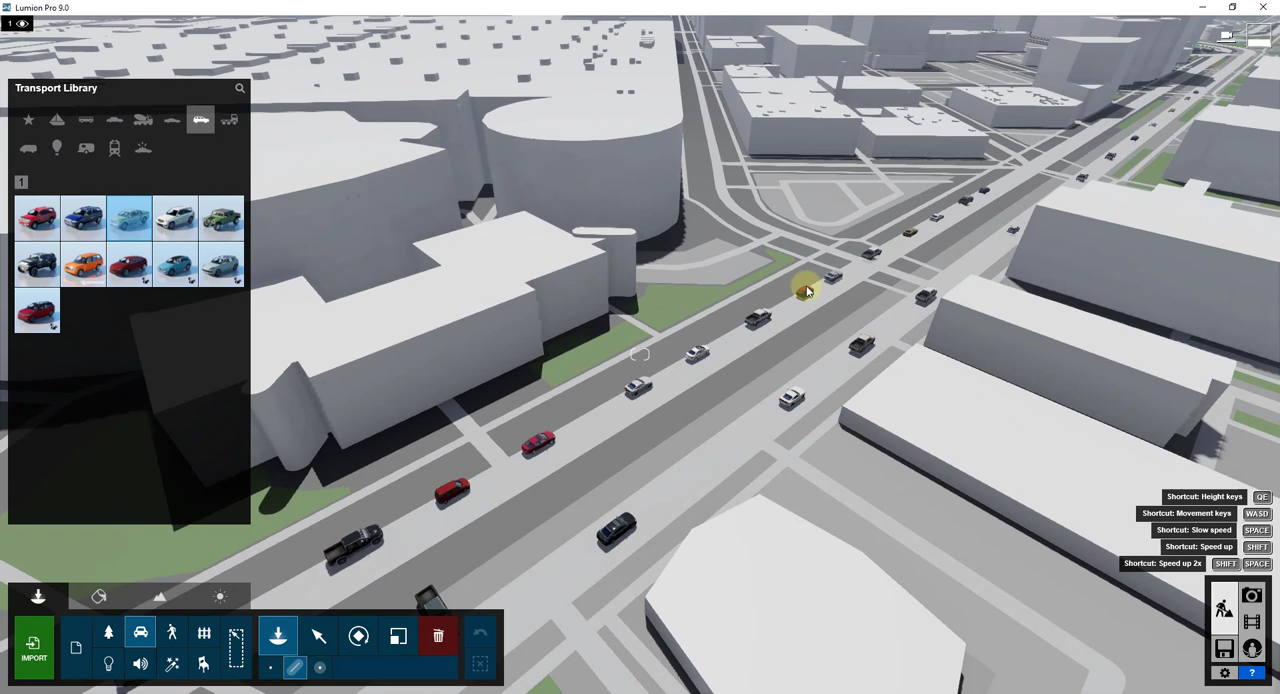 Lumion Pro 9.0
1
Transport Library
1
Shortcut: Height keys QE
Shortcut: Movement keys WASD
Shortcut: Slow speed SPACE
Shortcut: Speed up SHIFT
Shortcut: Speed up 2x SHIFT SPACE
IMPORT
?